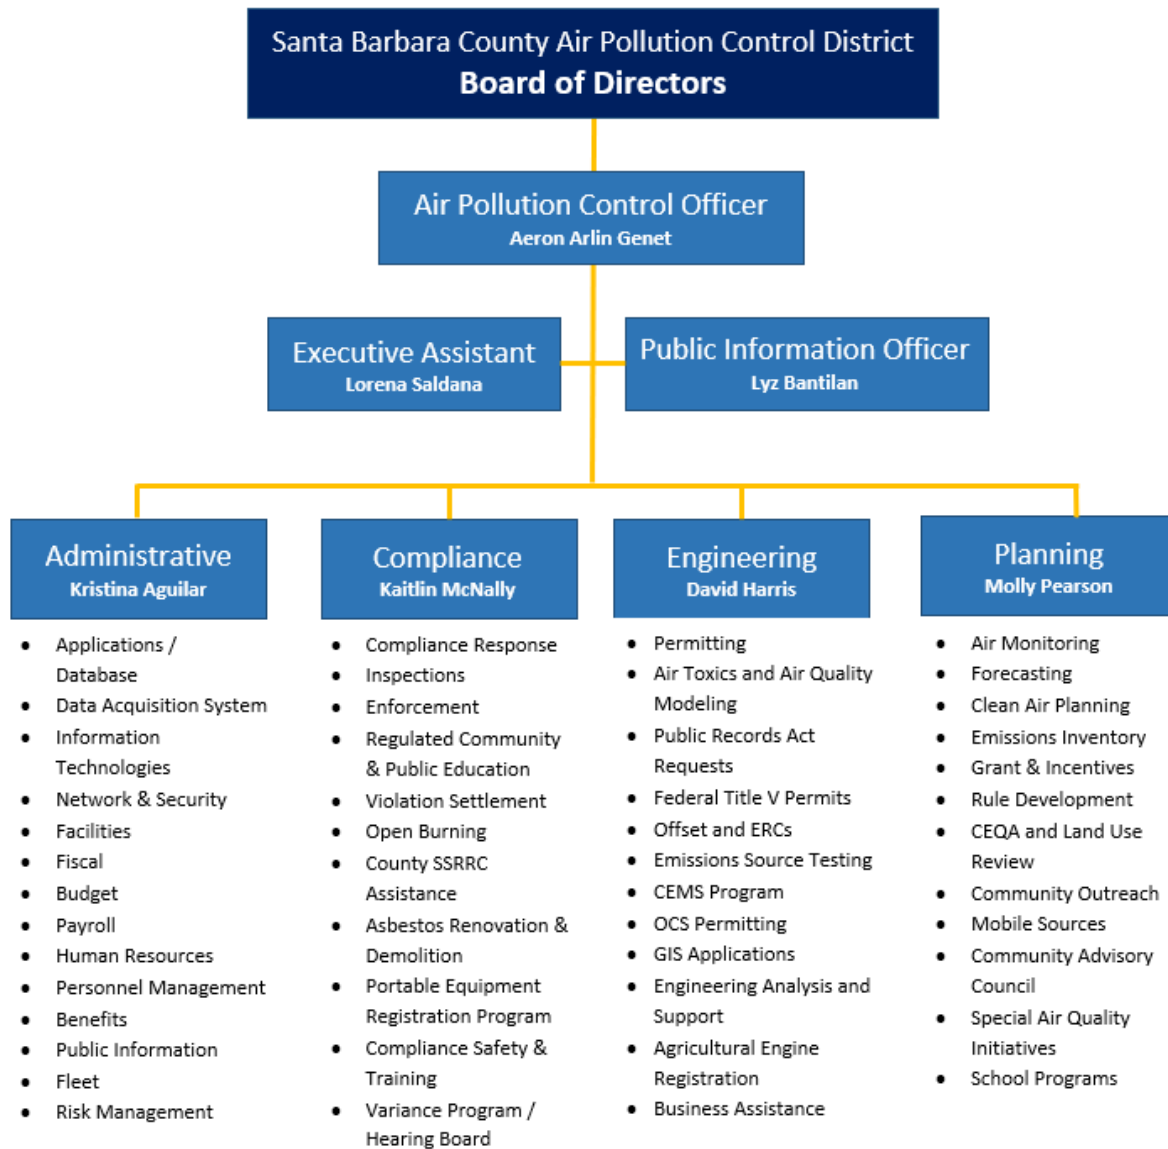 Santa Barbara County Air Pollution Control District
Board of Directors
Air Pollution Control Officer
Aeron Arlin Genet
Executive Assistant
Lorena Saldana
Public Information Officer
Lyz Bantilan
Administrative
Kristina Aguilar
• Applications /
Database
• Data Acquisition System
• Information
Technologies
• Network & Security
• Facilities
• Fiscal
• Budget
• Payroll
• Human Resources
• Personnel Management
• Benefits
• Public Information
• Fleet
• Risk Management
Compliance
Kaitlin McNally
• Compliance Response
• Inspections
• Enforcement
• Regulated Community
& Public Education
• Violation Settlement
• Open Burning
• County SSRRC
Assistance
• Asbestos Renovation &
Demolition
• Portable Equipment
Registration Program
• Compliance Safety &
Training
• Variance Program /
Hearing Board
Engineering
David Harris
• Permitting
• Air Toxics and Air Quality
Modeling
• Public Records Act
Requests
• Federal Title V Permits
• Offset and ERCs
• Emissions Source Testing
• CEMS Program
• OCS Permitting
• GIS Applications
• Engineering Analysis and
Support
• Agricultural Engine
Registration
• Business Assistance
Planning
Molly Pearson
• Air Monitoring
• Forecasting
• Clean Air Planning
• Emissions Inventory
• Grant & Incentives
• Rule Development
• CEQA and Land Use
Review
• Community Outreach
• Mobile Sources
• Community Advisory
Council
• Special Air Quality
Initiatives
• School Programs